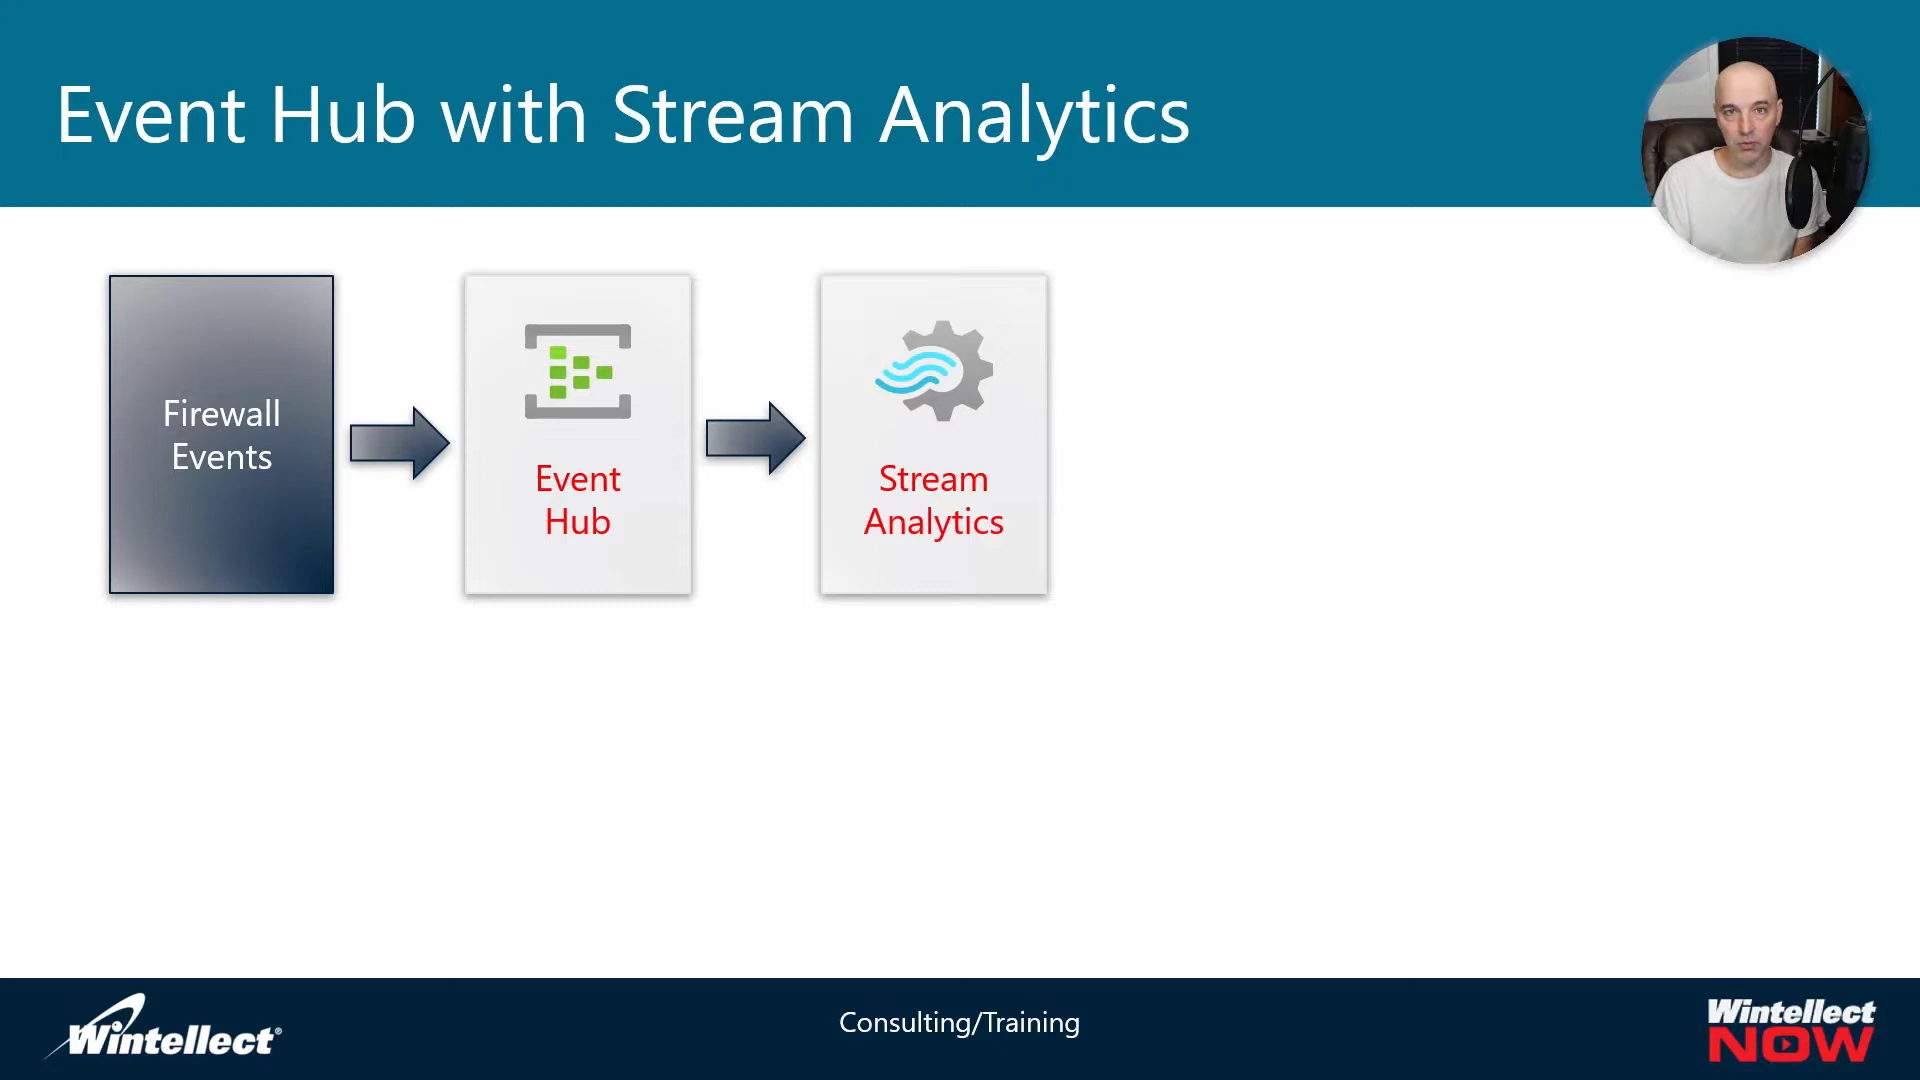 Event Hub with Stream Analytics
Firewall
Events
Event
Hub
Stream
Analytics
Wintellect®
Consulting/Training
Wintellect
NOW